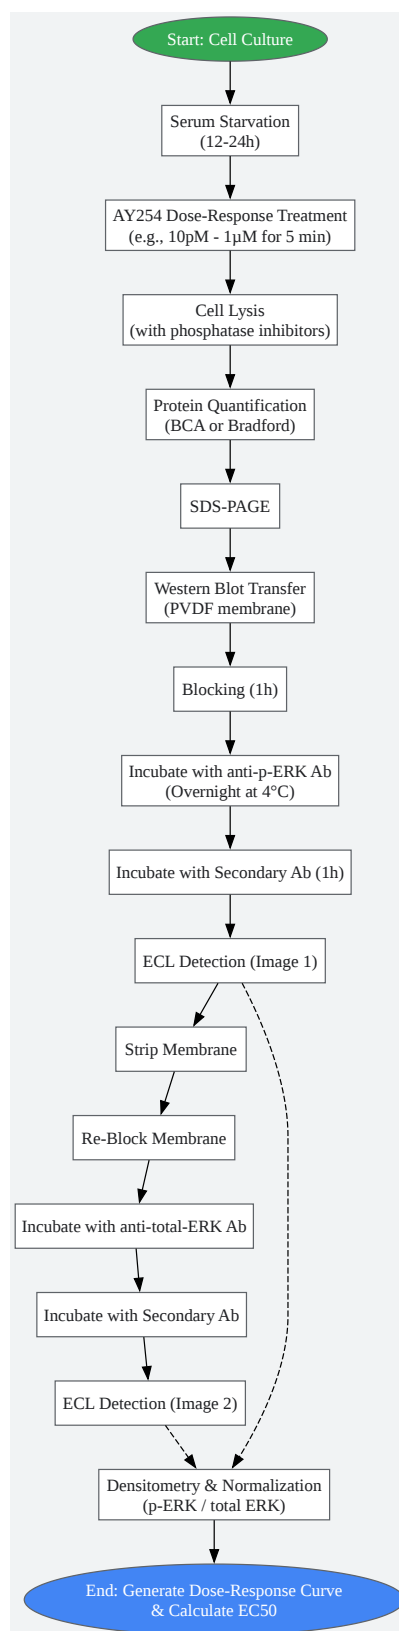 Start: Cell Culture
Serum Starvation
(12-24h)
AY254 Dose-Response Treatment
(e.g., 10pM - 1µM for 5 min)
Cell Lysis
(with phosphatase inhibitors)
Protein Quantification
(BCA or Bradford)
SDS-PAGE
Western Blot Transfer
(PVDF membrane)
Blocking (1h)
Incubate with anti-p-ERK Ab
(Overnight at 4°C)
Incubate with Secondary Ab (1h)
ECL Detection (Image 1)
Strip Membrane
Re-Block Membrane
Incubate with anti-total-ERK Ab
Incubate with Secondary Ab
ECL Detection (Image 2)
Densitometry & Normalization
(p-ERK / total ERK)
End: Generate Dose-Response Curve
& Calculate EC50